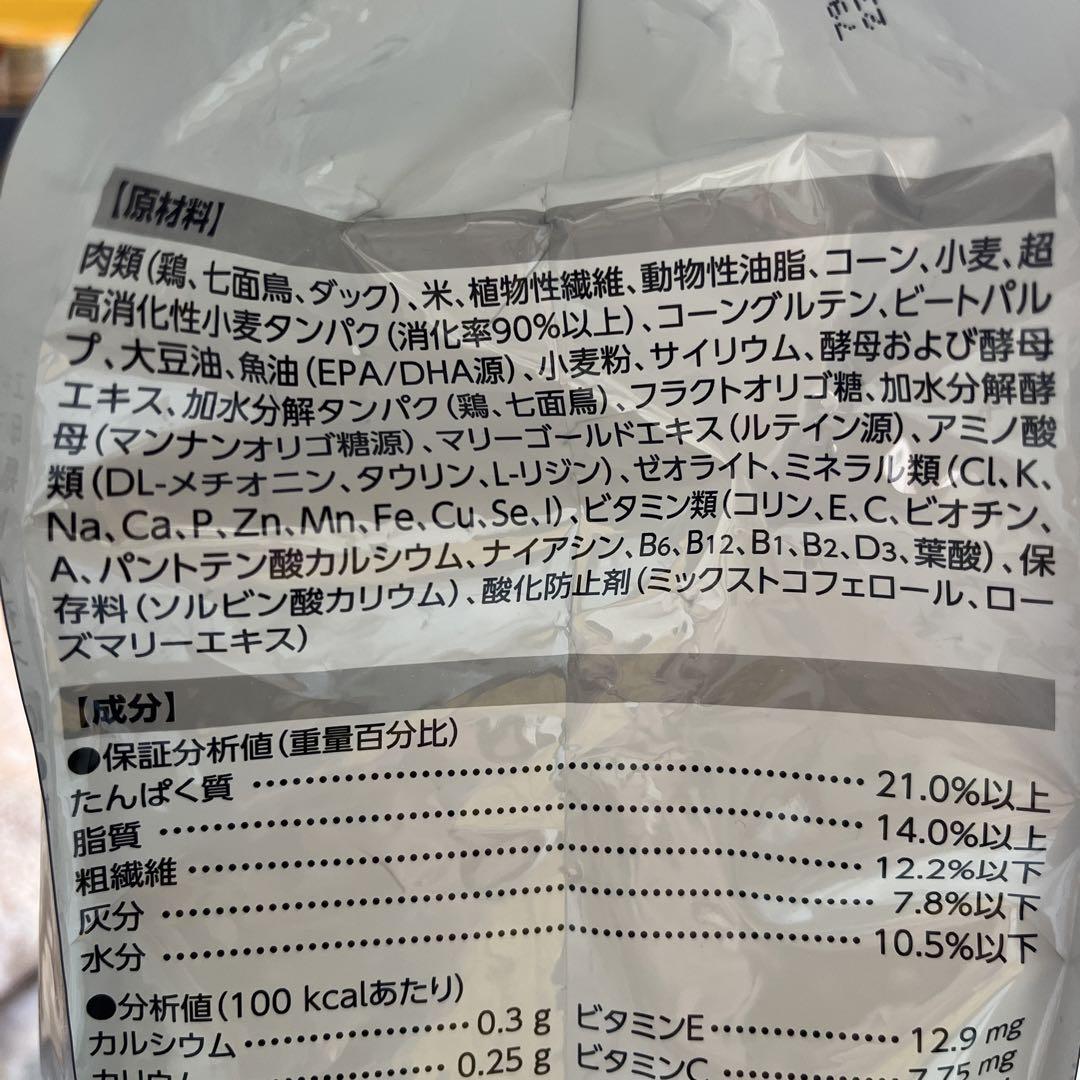 【原材料】
肉類(鶏、七面鳥、ダック)、米、植物性繊維、動物性油脂、コーン、小麦、超
高消化性小麦タンパク(消化率90%以上)、コーングルテン、ビートパル
プ、大豆油、魚油(EPA/DHA源)、小麦粉、サイリウム、酵母および酵母
エキス、加水分解タンパク(鶏、七面鳥)、フラクトオリゴ糖、加水分解酵
母(マンナンオリゴ糖源)、マリーゴールドエキス(ルテイン源)、アミノ酸
類(DL-メチオニン、タウリン、L-リジン)、ゼオライト、ミネラル類(Cl、K、
Na、Ca、P、Zn、Mn、Fe、Cu、Se、I)、ビタミン類(コリン、E、C、ビオチン、
A、パントテン酸カルシウム、ナイアシン、B6、B12、B1、B2、D3、葉酸)、保
存料(ソルビン酸カリウム)、酸化防止剤(ミックストコフェロール、ロー
ズマリーエキス)
【成分】
●保証分析値(重量百分比)
たんぱく質 21.0%以上
脂質 14.0%以上
粗繊維 12.2%以下
灰分 7.8%以下
水分 10.5%以下
●分析値(100 kcalあたり)
カルシウム 0.3 g ビタミンE 12.9 mg
カリウム 0.25 g ビタミンC 7.75 mg